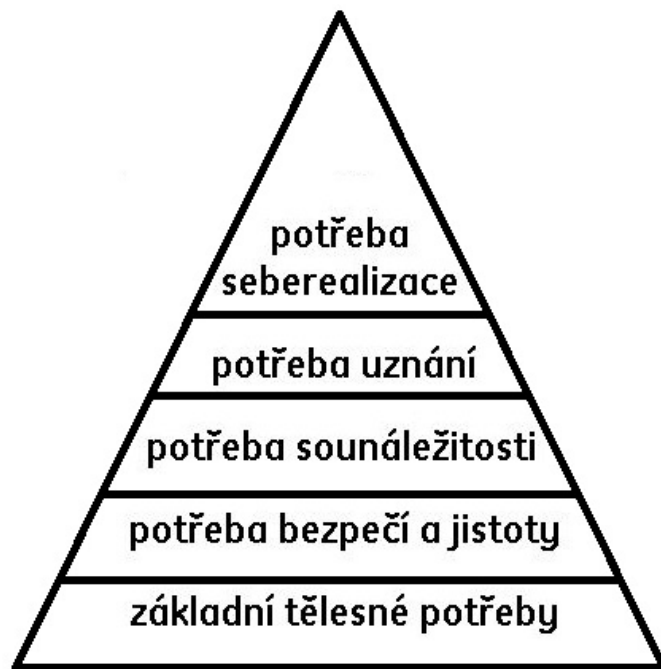 potřeba
seberealizace
potřeba uznání
potřeba sounáležitosti
potřeba bezpečí a jistoty
základní tělesné potřeby